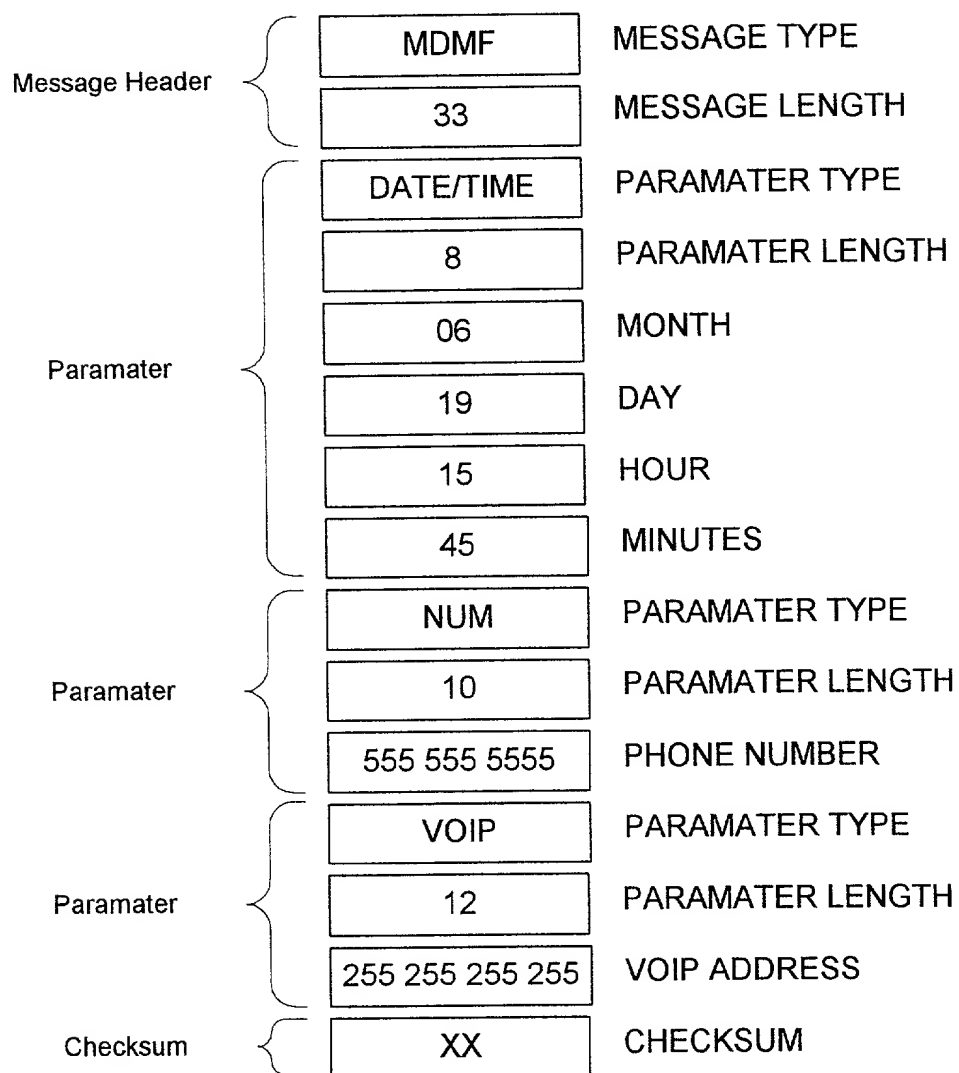 MDMF MESSAGE TYPE
Message Header
33 MESSAGE LENGTH
DATE/TIME PARAMATER TYPE
8 PARAMATER LENGTH
06 MONTH
Paramater
19 DAY
15 HOUR
45 MINUTES
NUM PARAMATER TYPE
Paramater
10 PARAMATER LENGTH
555 555 5555 PHONE NUMBER
VOIP PARAMATER TYPE
Paramater
12 PARAMATER LENGTH
255 255 255 255 VOIP ADDRESS
Checksum
XX CHECKSUM